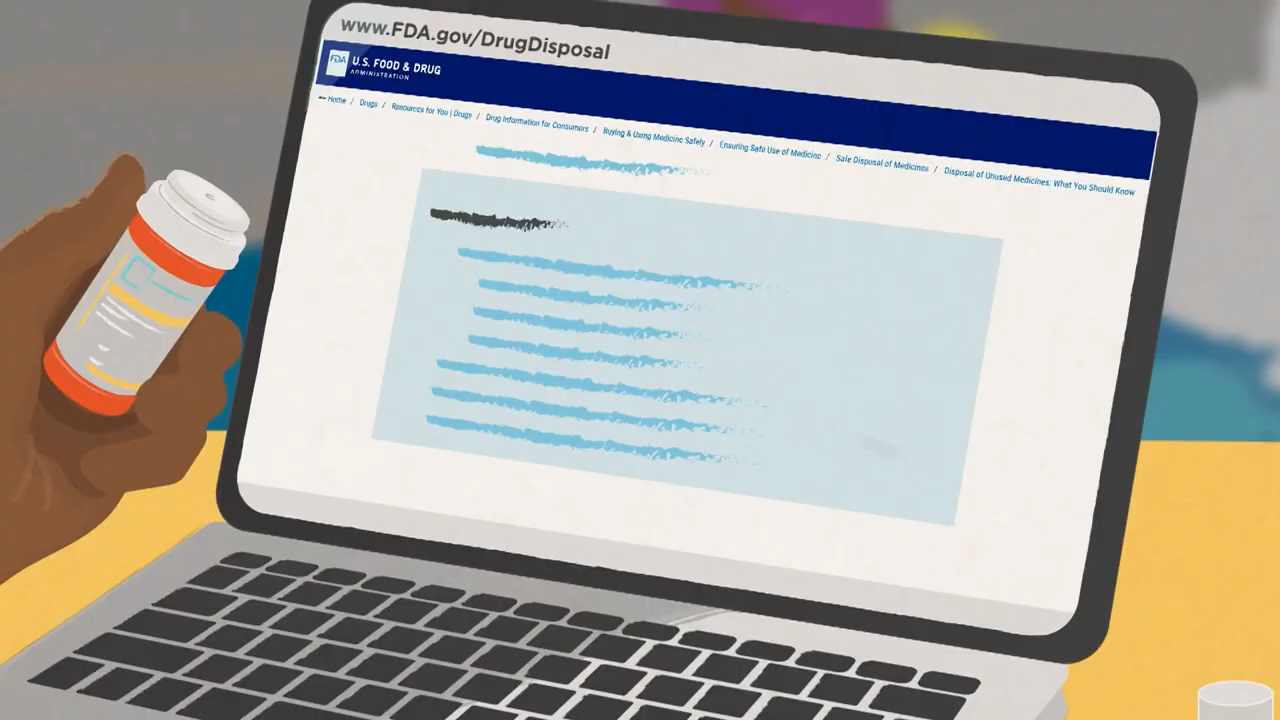 www.FDA.gov/DrugDisposal
FDA U.S. FOOD & DRUG
ADMINISTRATION
Home / Drugs / Resources for You | Drugs / Drug Information for Consumers / Buying & Using Medicine Safely / Ensuring Safe Use of Medicine / Safe Disposal of Medicines / Disposal of Unused Medicines: What You Should Know